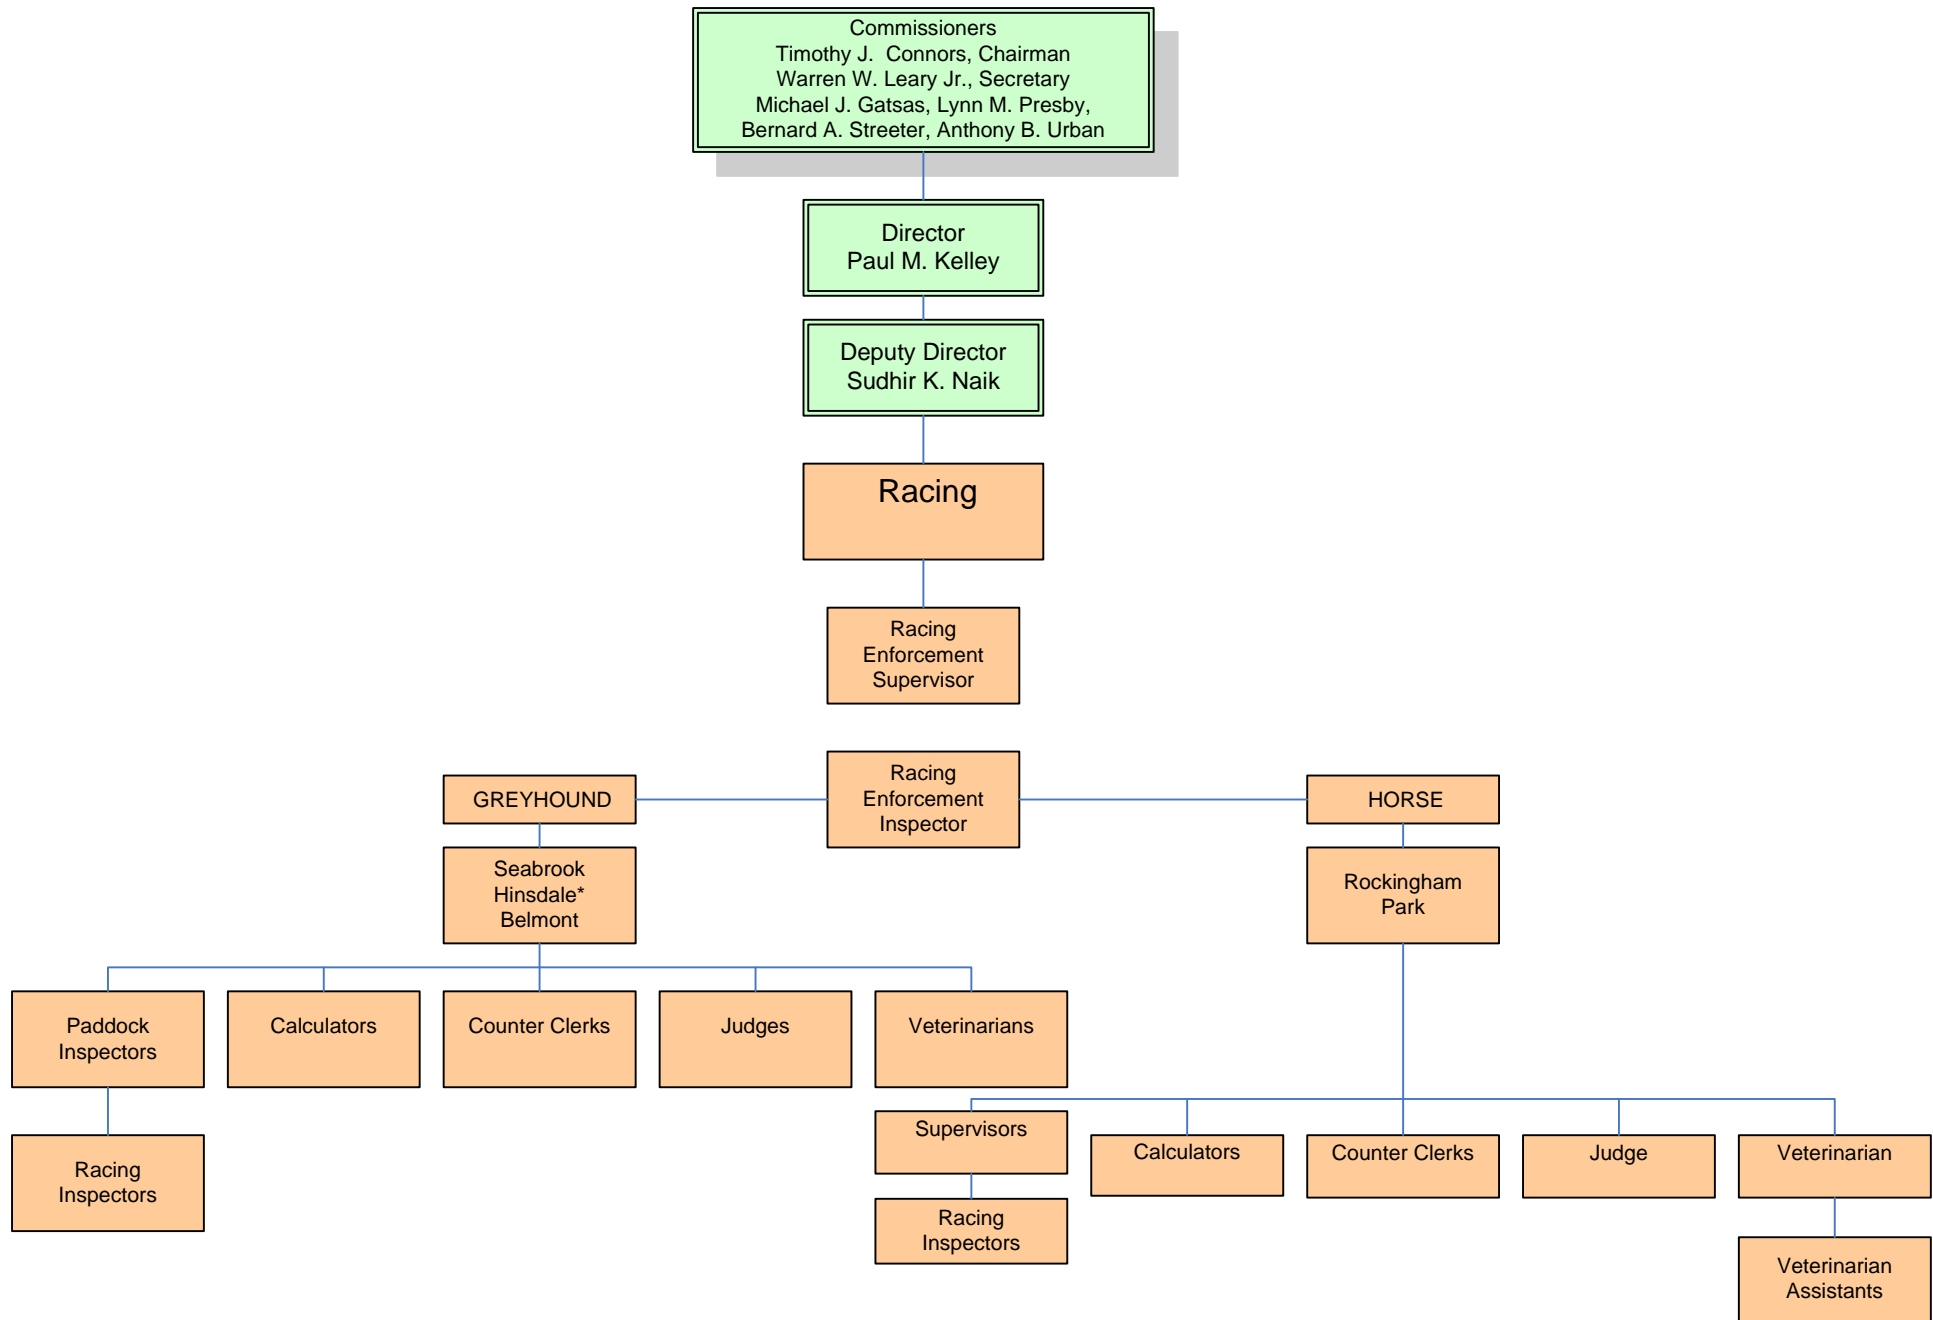 Commissioners
Timothy J.  Connors, Chairman
Warren W. Leary Jr., Secretary
Michael J. Gatsas, Lynn M. Presby,
Bernard A. Streeter, Anthony B. Urban
Director
Paul M. Kelley
Deputy Director
Sudhir K. Naik
Racing
Racing
Enforcement
Supervisor
GREYHOUND
Racing
Enforcement
Inspector
HORSE
Seabrook
Hinsdale*
Belmont
Rockingham
Park
Paddock
Inspectors
Calculators
Counter Clerks
Judges
Veterinarians
Racing
Inspectors
Supervisors
Calculators
Counter Clerks
Judge
Veterinarian
Racing
Inspectors
Veterinarian
Assistants